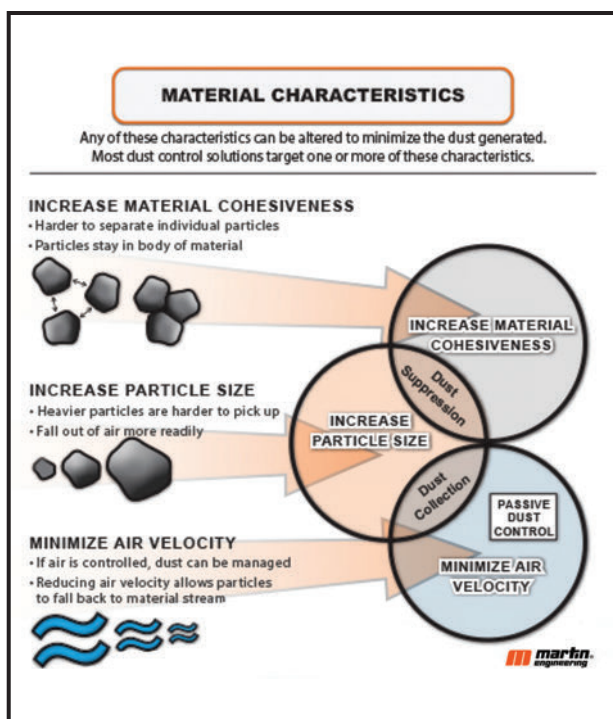 MATERIAL CHARACTERISTICS
Any of these characteristics can be altered to minimize the dust generated.
Most dust control solutions target one or more of these characteristics.
INCREASE MATERIAL COHESIVENESS
• Harder to separate individual particles
• Particles stay in body of material
INCREASE MATERIAL
COHESIVENESS
Dust
Suppression
INCREASE PARTICLE SIZE
• Heavier particles are harder to pick up
• Fall out of air more readily
INCREASE
PARTICLE SIZE
Dust
Collection
PASSIVE
DUST
CONTROL
MINIMIZE AIR VELOCITY
• If air is controlled, dust can be managed
• Reducing air velocity allows particles
to fall back to material stream
MINIMIZE AIR
VELOCITY
martin®
engineering